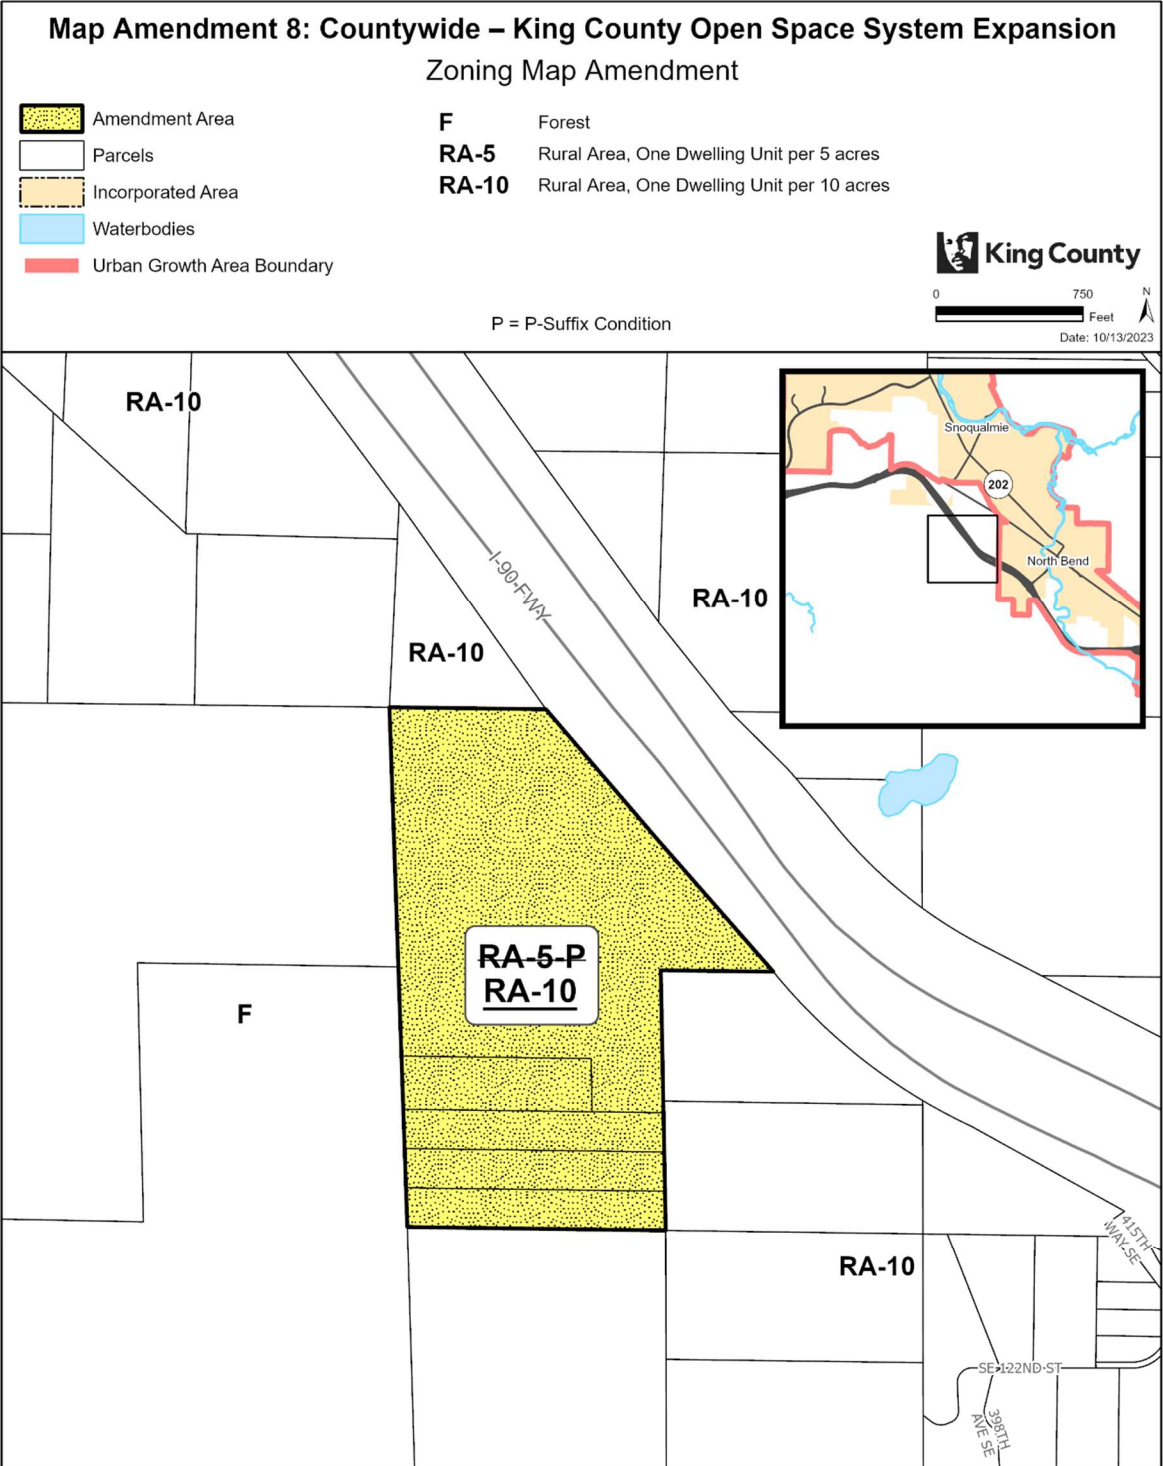 Map Amendment 8: Countywide – King County Open Space System Expansion
Zoning Map Amendment
Amendment Area
Parcels
Incorporated Area
Waterbodies
Urban Growth Area Boundary
F Forest
RA-5 Rural Area, One Dwelling Unit per 5 acres
RA-10 Rural Area, One Dwelling Unit per 10 acres
P = P-Suffix Condition
King County
0 750
Feet
N
Date: 10/13/2023
RA-10
Snoqualmie
202
North Bend
I-90-FWY
RA-10
RA-10
RA-5-P
RA-10
F
415TH
WAY-SE
RA-10
SE-122ND-ST
398TH
AVE SE